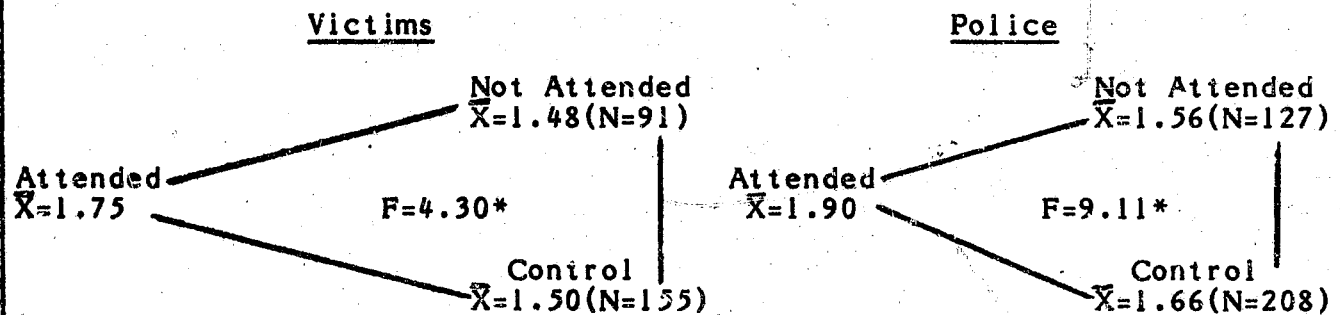 Victims
Not Attended
X̄=1.48(N=91)
Attended
X̄=1.75
F=4.30*
Control
X̄=1.50(N=155)
Police
Not Attended
X̄=1.56(N=127)
Attended
X̄=1.90
F=9.11*
Control
X̄=1.66(N=208)